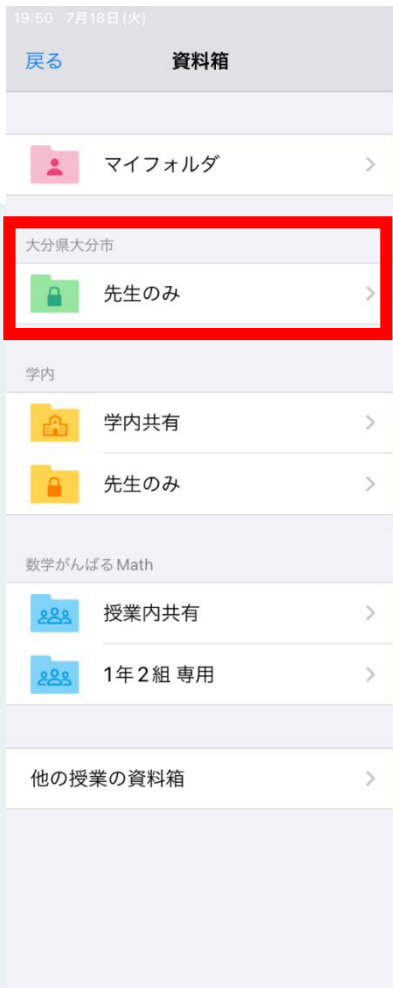 19:50 7月18日(火)
戻る 資料箱
マイフォルダ
大分県大分市
先生のみ
学内
学内共有
先生のみ
数学がんばるMath
授業内共有
1年2組 専用
他の授業の資料箱